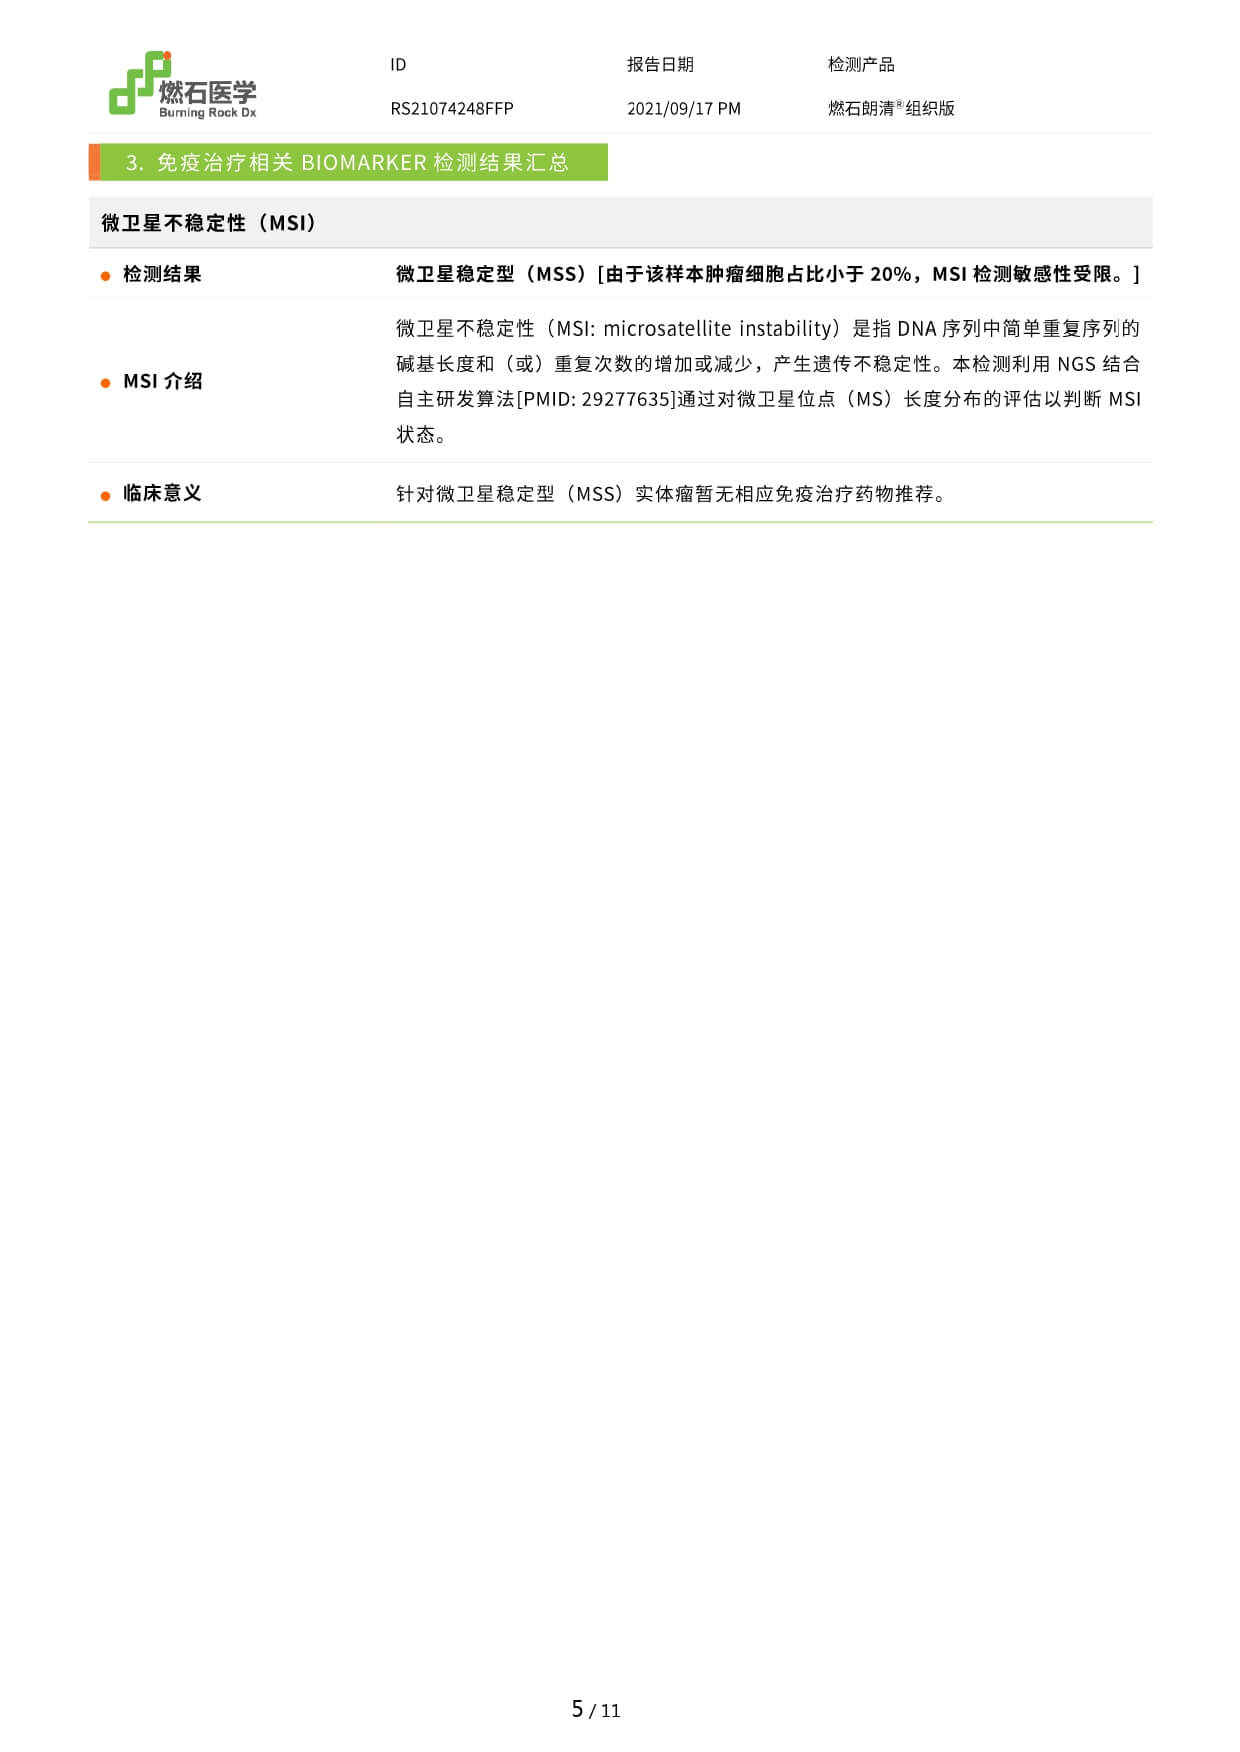 燃石医学
Burning Rock Dx
ID 报告日期 检测产品
RS21074248FFP 2021/09/17 PM 燃石朗清®组织版
3. 免疫治疗相关 BIOMARKER 检测结果汇总
微卫星不稳定性（MSI）
检测结果 微卫星稳定型（MSS）[由于该样本肿瘤细胞占比小于 20%，MSI 检测敏感性受限。]
微卫星不稳定性（MSI: microsatellite instability）是指 DNA 序列中简单重复序列的
碱基长度和（或）重复次数的增加或减少，产生遗传不稳定性。本检测利用 NGS 结合
MSI 介绍
自主研发算法[PMID: 29277635]通过对微卫星位点（MS）长度分布的评估以判断 MSI
状态。
临床意义 针对微卫星稳定型（MSS）实体瘤暂无相应免疫治疗药物推荐。
5 / 11